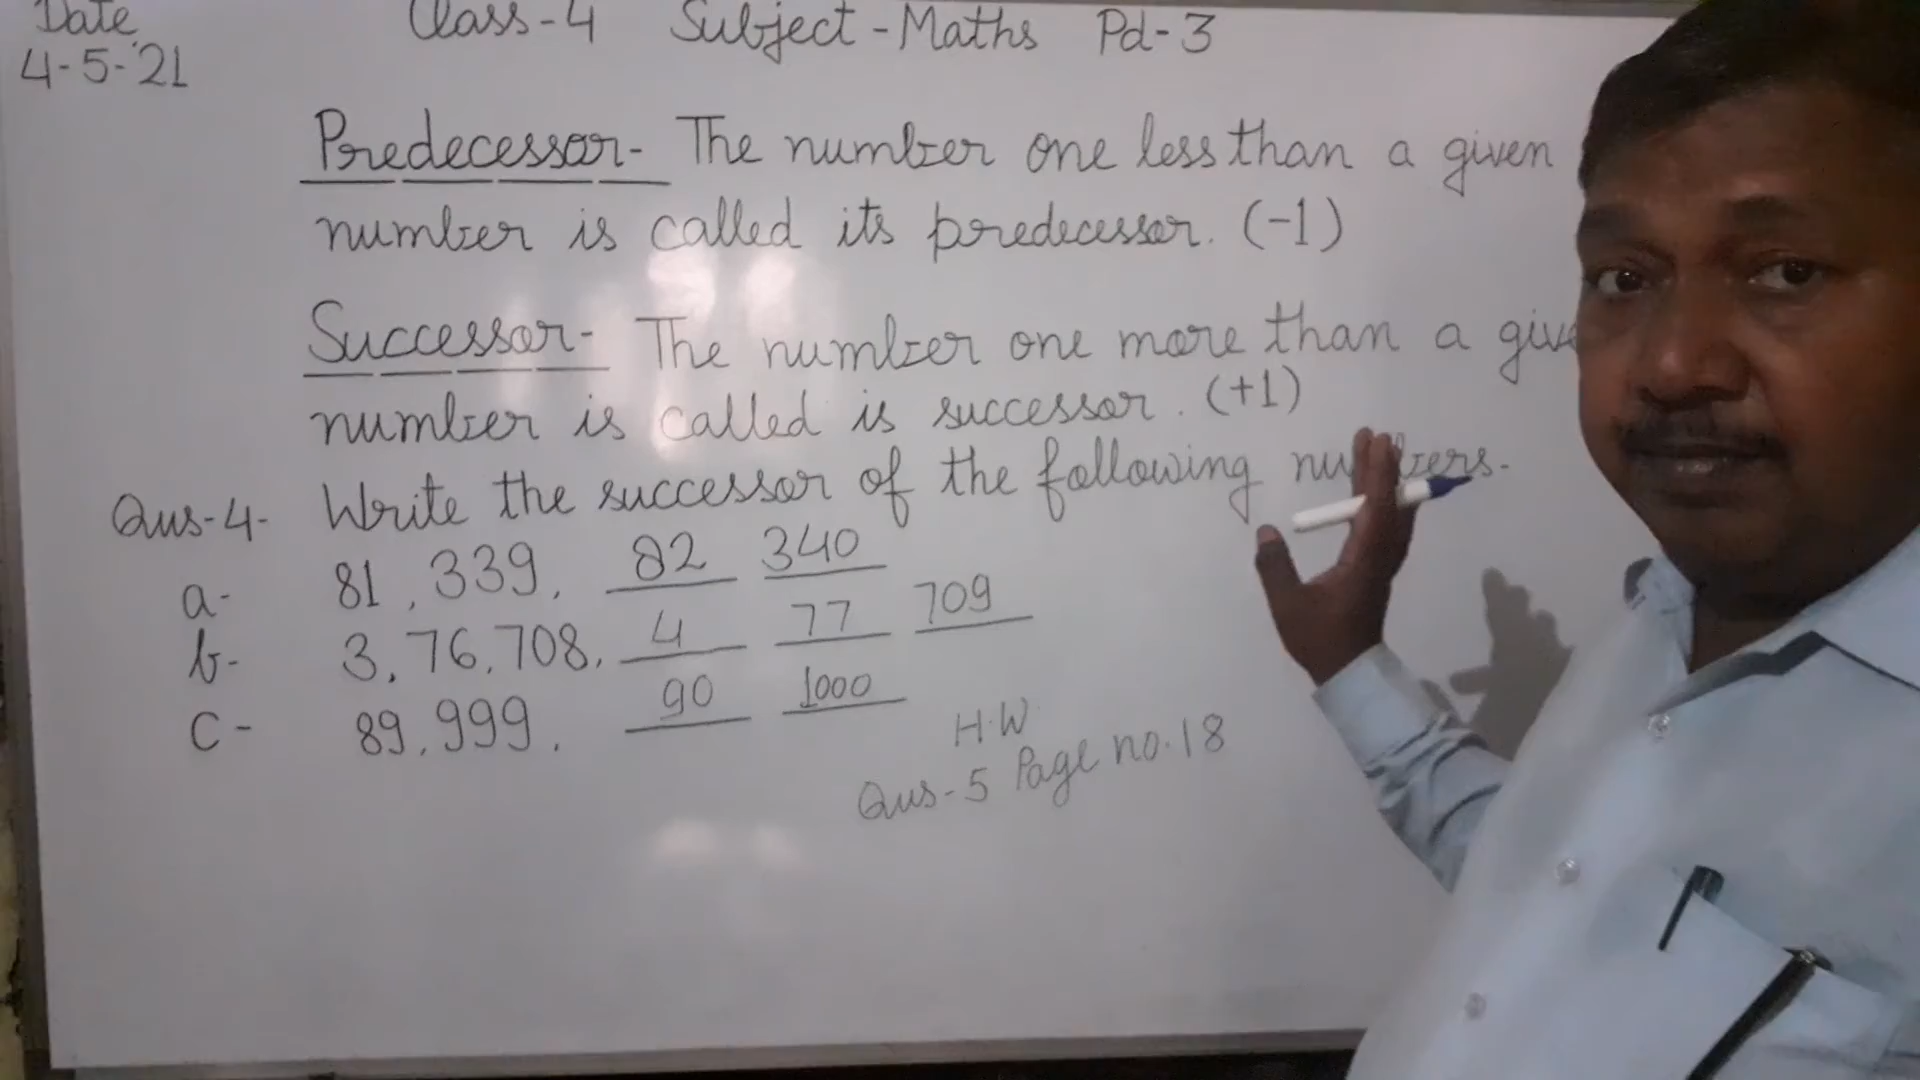 Date
4-5-'21
Class-4 Subject-Maths Pd-3
Predecessor- The number one less than a given
number is called its predecessor. (-1)
Successor- The number one more than a
number is called is successor. (+1)
Qus-4- Write the successor of the following
a- 81, 339, 82 340
b- 3, 76, 708, 4 77 709
C- 89, 999, 90 1000
H.W
Qus-5 Page no.18